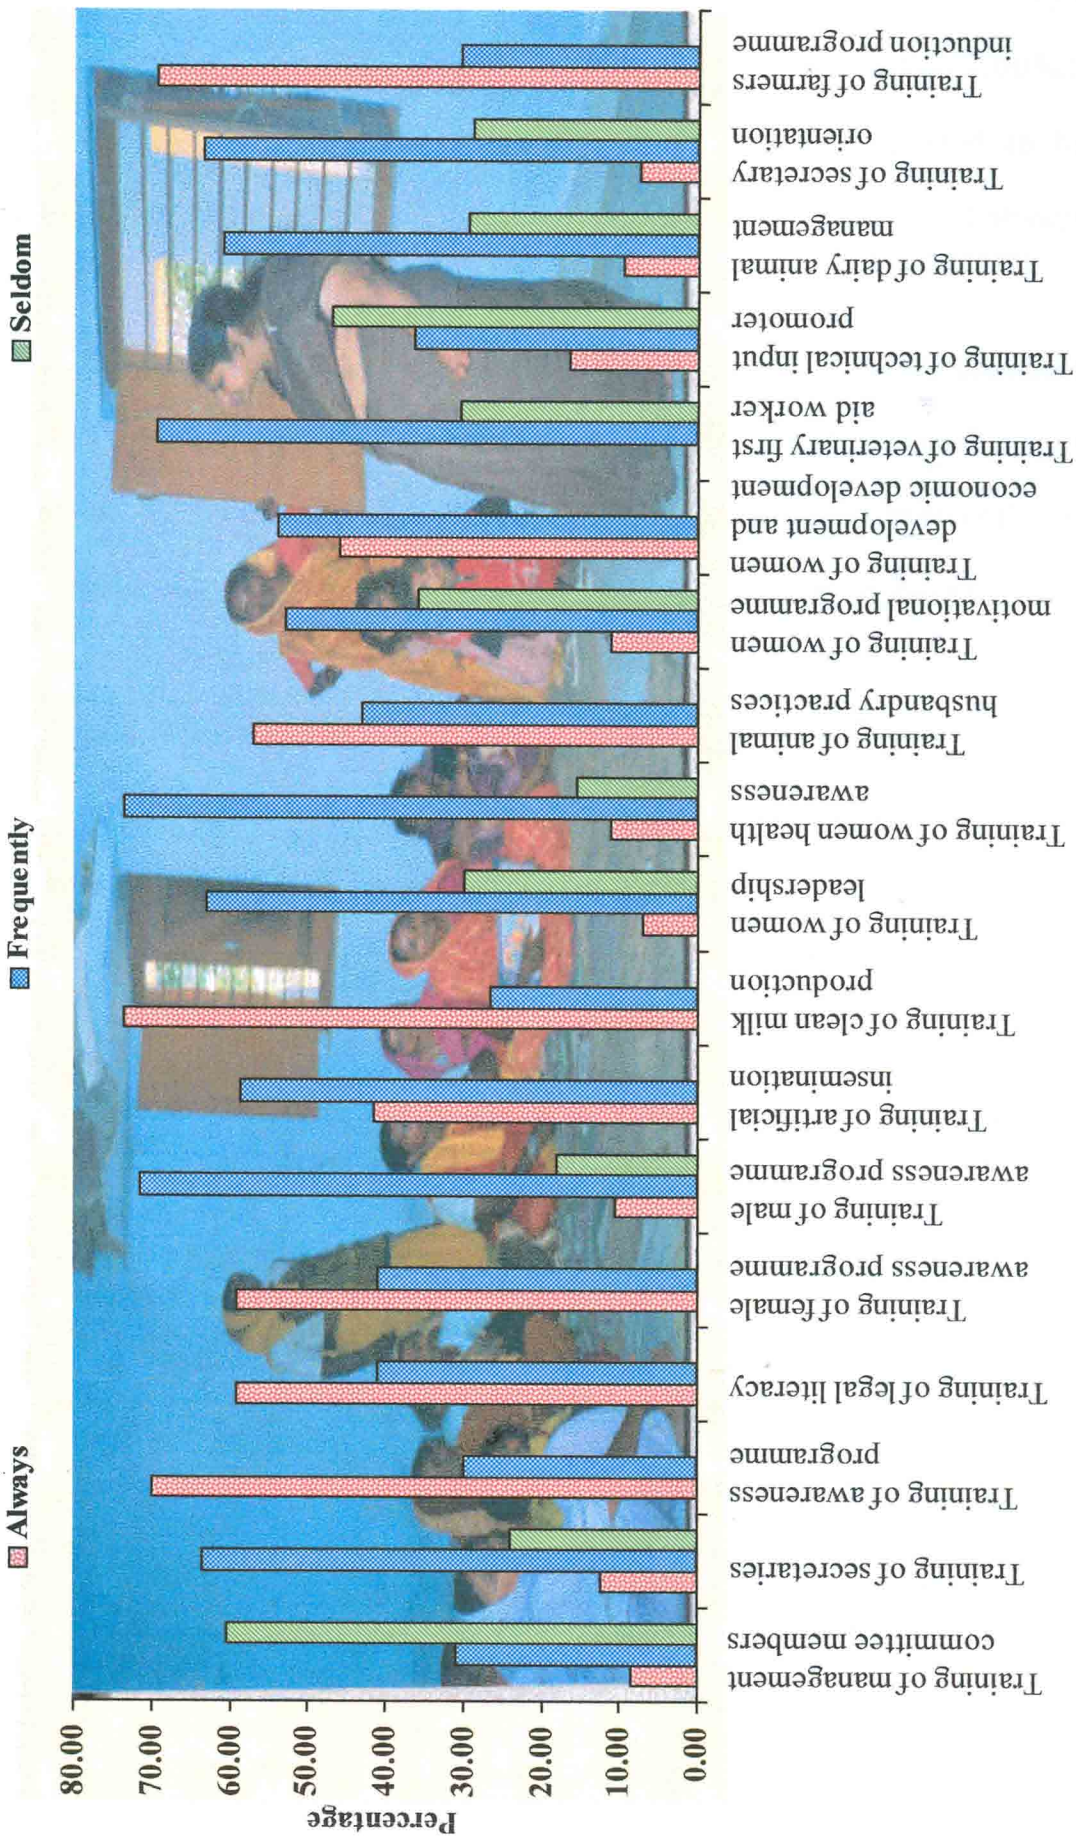 Always
Frequently
Seldom
Percentage
80.00
70.00
60.00
50.00
40.00
30.00
20.00
10.00
0.00
Training of management
committee members
Training of secretaries
Training of awareness
programme
Training of legal literacy
Training of female
awareness programme
Training of male
awareness programme
Training of artificial
insemination
Training of clean milk
production
Training of women
leadership
Training of women health
awareness
Training of animal
husbandry practices
Training of women
motivational programme
Training of women
development and
economic development
Training of veterinary first
aid worker
Training of technical input
promoter
Training of dairy animal
management
Training of secretary
orientation
Training of farmers
induction programme